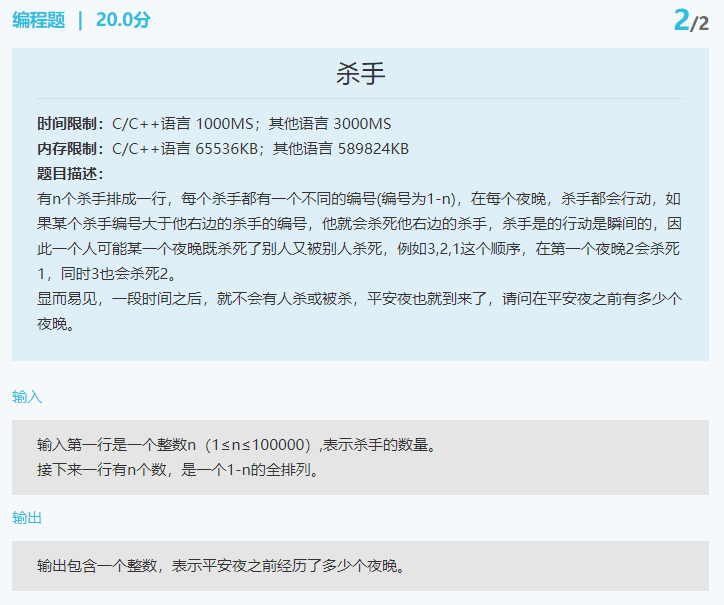 编程题 | 20.0分
2/2
杀手
时间限制：C/C++语言 1000MS；其他语言 3000MS
内存限制：C/C++语言 65536KB；其他语言 589824KB
题目描述：
有n个杀手排成一行，每个杀手都有一个不同的编号(编号为1-n)，在每个夜晚，杀手都会行动，如
果某个杀手编号大于他右边的杀手的编号，他就会杀死他右边的杀手，杀手是的行动是瞬间的，因
此一个人可能某一个夜晚既杀死了别人又被别人杀死，例如3,2,1这个顺序，在第一个夜晚2会杀死
1，同时3也会杀死2。
显而易见，一段时间之后，就不会有人杀或被杀，平安夜也就到来了，请问在平安夜之前有多少个
夜晚。
输入
输入第一行是一个整数n（1≤n≤100000）,表示杀手的数量。
接下来一行有n个数，是一个1-n的全排列。
输出
输出包含一个整数，表示平安夜之前经历了多少个夜晚。